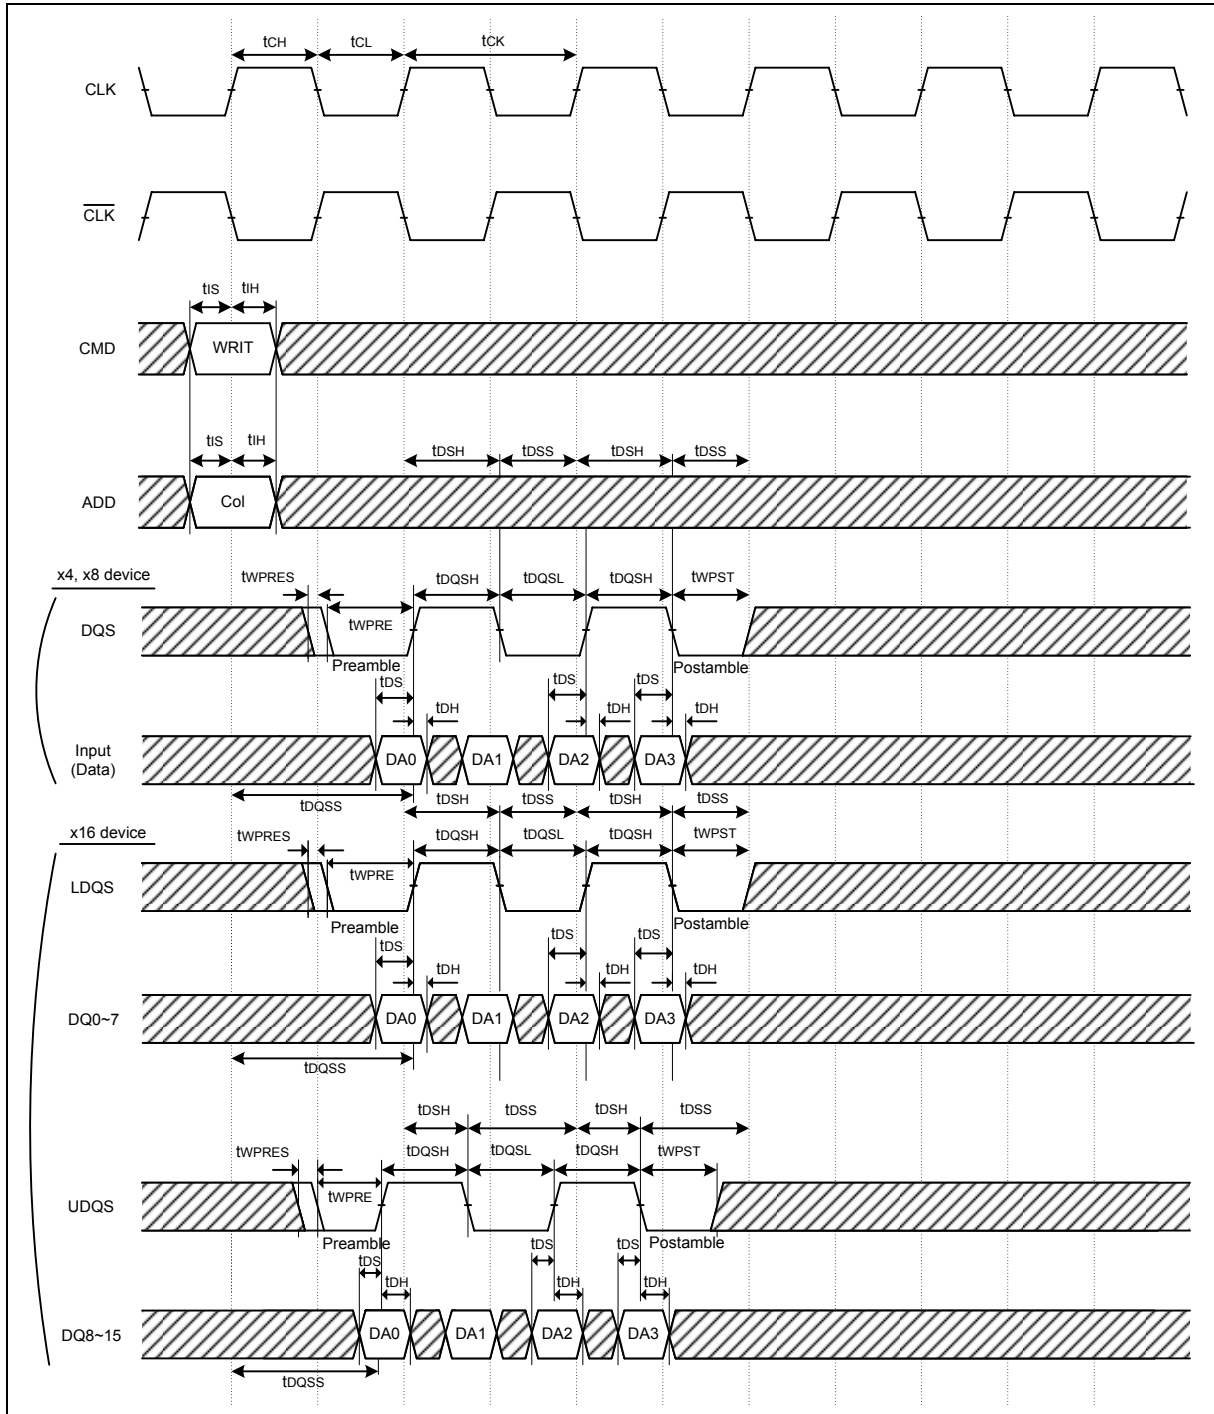 tCH tCL tCK
CLK
CLK
tIS tIH
CMD WRIT
tIS tIH tDSH tDSS tDSH tDSS
ADD Col
x4, x8 device
tWPRES tDQSH tDQSL tDQSH tWPST
DQS tWPRE
Preamble Postamble
tDS tDS tDS
tDH tDH tDH
Input
(Data) DA0 DA1 DA2 DA3
tDQSS tDSH tDSS tDSH tDSS
x16 device
tWPRES tDQSH tDQSL tDQSH tWPST
LDQS tWPRE
Preamble Postamble
tDS tDS tDS
tDH tDH tDH
DQ0~7 DA0 DA1 DA2 DA3
tDQSS
tDSH tDSS tDSH tDSS
tWPRES tDQSH tDQSL tDQSH tWPST
UDQS tWPRE
Preamble Postamble
tDS tDS tDS
tDH tDH tDH
DQ8~15 DA0 DA1 DA2 DA3
tDQSS